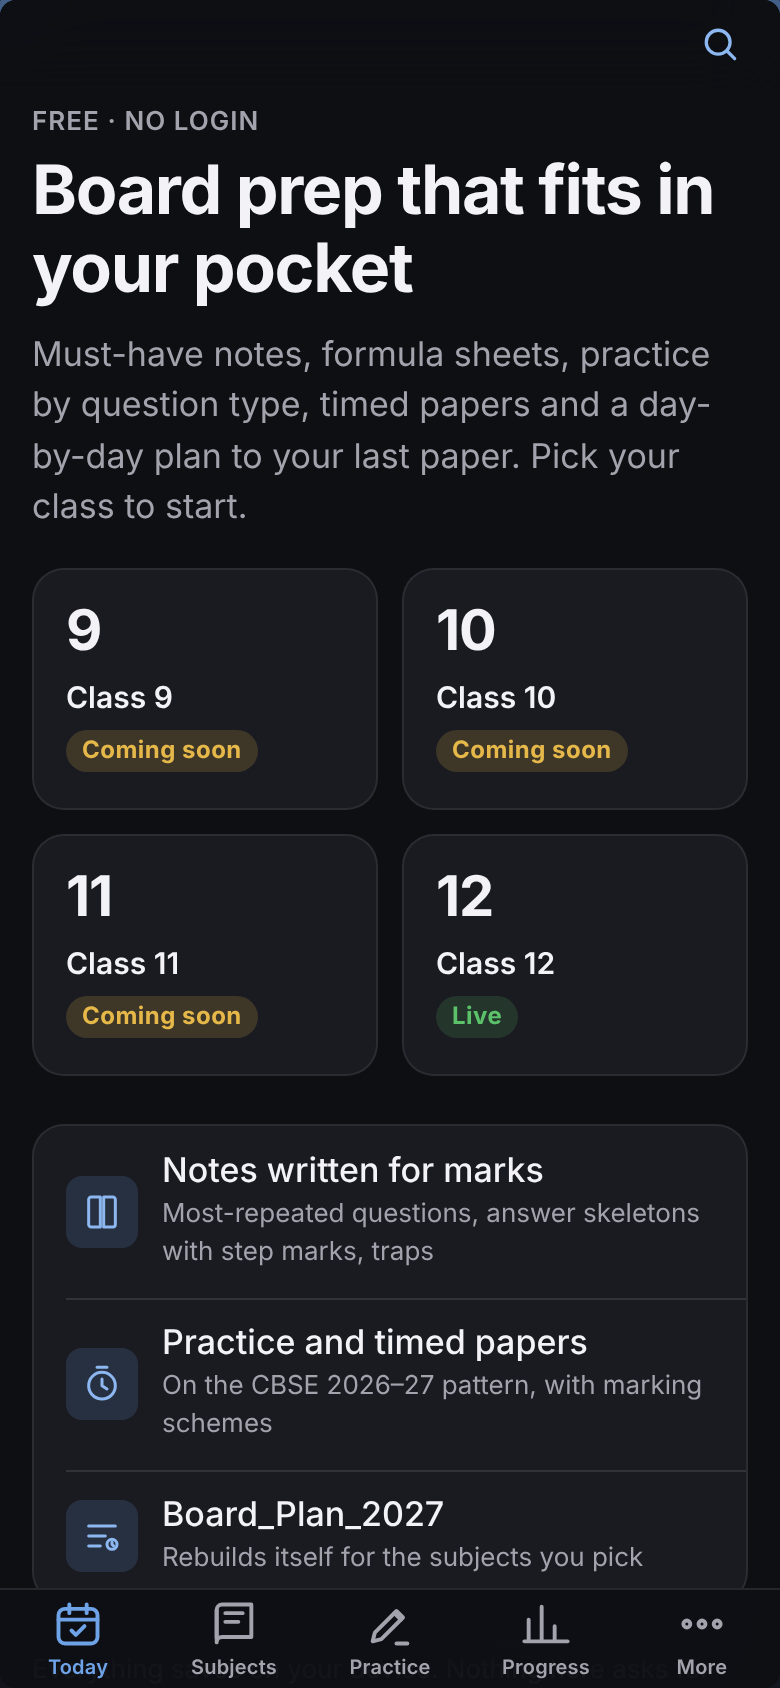 FREE · NO LOGIN
Board prep that fits in
your pocket
Must-have notes, formula sheets, practice
by question type, timed papers and a day-
by-day plan to your last paper. Pick your
class to start.
9
Class 9
Coming soon
10
Class 10
Coming soon
11
Class 11
Coming soon
12
Class 12
Live
Notes written for marks
Most-repeated questions, answer skeletons
with step marks, traps
Practice and timed papers
On the CBSE 2026–27 pattern, with marking
schemes
Board_Plan_2027
Rebuilds itself for the subjects you pick
Today
Subjects
Practice
Progress
More